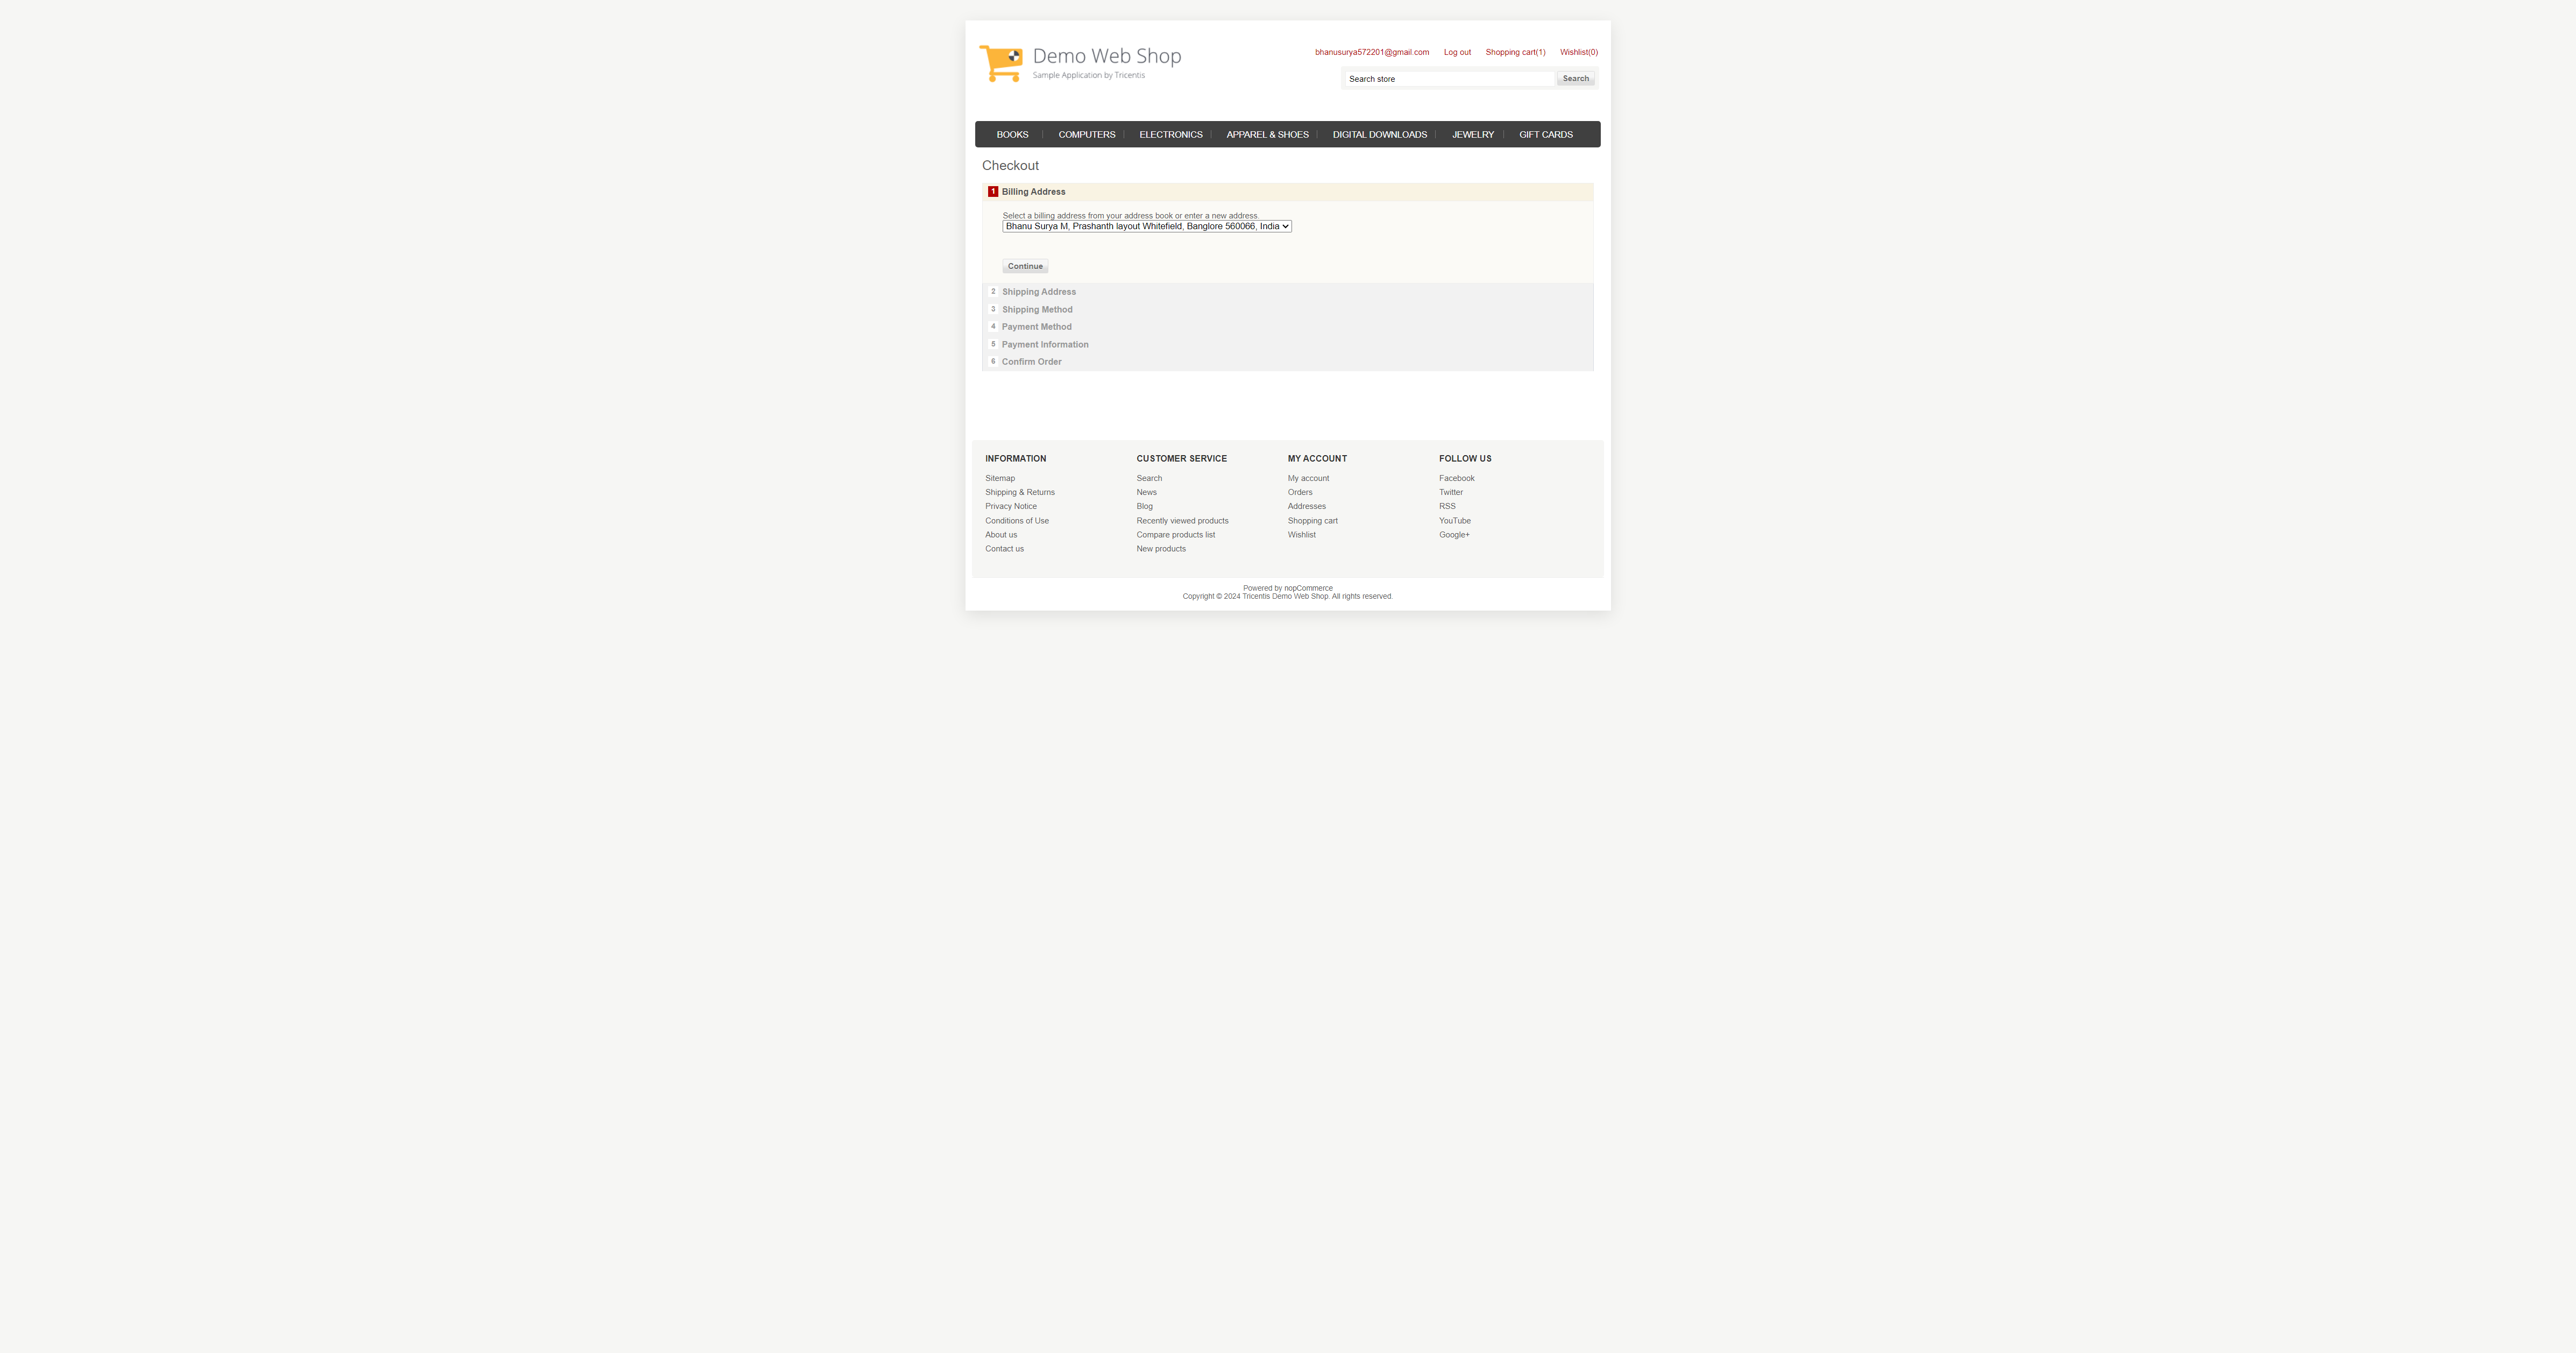 Demo Web Shop
Sample Application by Tricentis
bhanusurya572201@gmail.com Log out Shopping cart(1) Wishlist(0)
Search store Search
BOOKS COMPUTERS ELECTRONICS APPAREL & SHOES DIGITAL DOWNLOADS JEWELRY GIFT CARDS
Checkout
1 Billing Address
Select a billing address from your address book or enter a new address.
Bhanu Surya M, Prashanth layout Whitefield, Banglore 560066, India
Continue
2 Shipping Address
3 Shipping Method
4 Payment Method
5 Payment Information
6 Confirm Order
INFORMATION
Sitemap
Shipping & Returns
Privacy Notice
Conditions of Use
About us
Contact us
CUSTOMER SERVICE
Search
News
Blog
Recently viewed products
Compare products list
New products
MY ACCOUNT
My account
Orders
Addresses
Shopping cart
Wishlist
FOLLOW US
Facebook
Twitter
RSS
YouTube
Google+
Powered by nopCommerce
Copyright © 2024 Tricentis Demo Web Shop. All rights reserved.